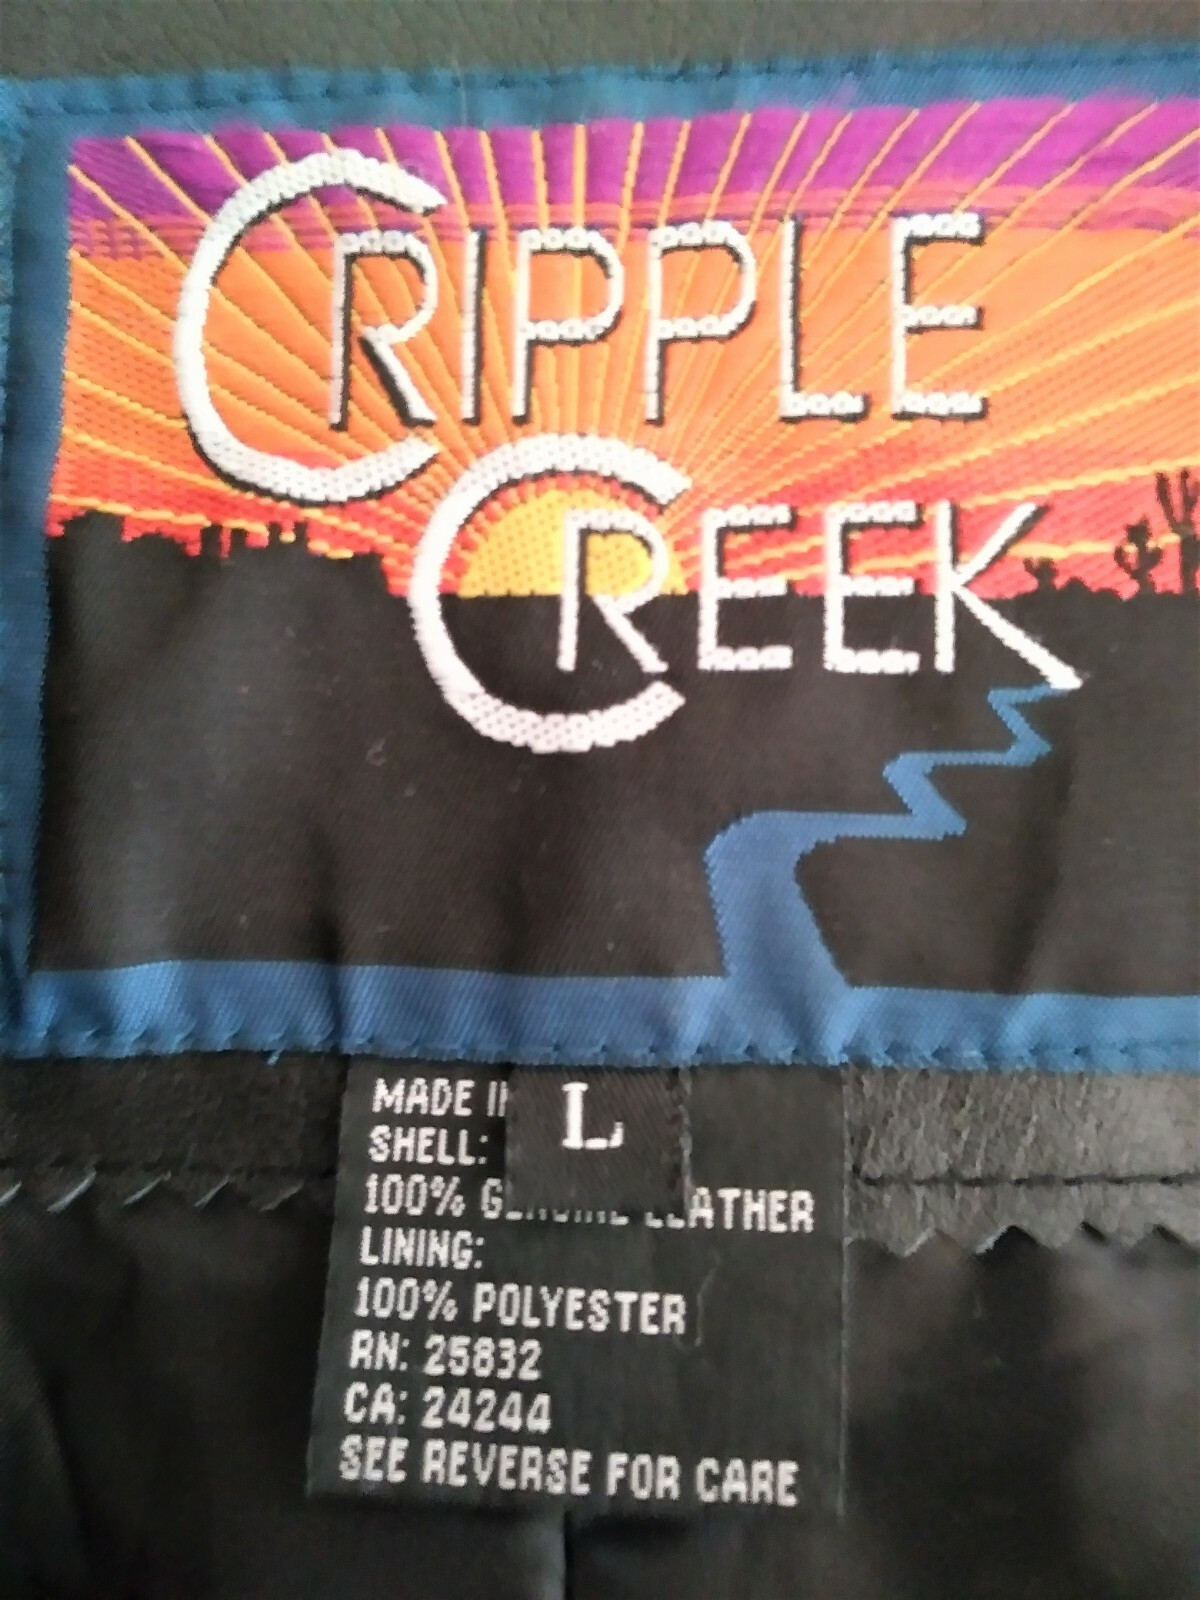 CRIPPLE
CREEK
L
MADE
SHELL:
100% LEATHER
LINING:
100% POLYESTER
RN: 25832
CA: 24244
SEE REVERSE FOR CARE